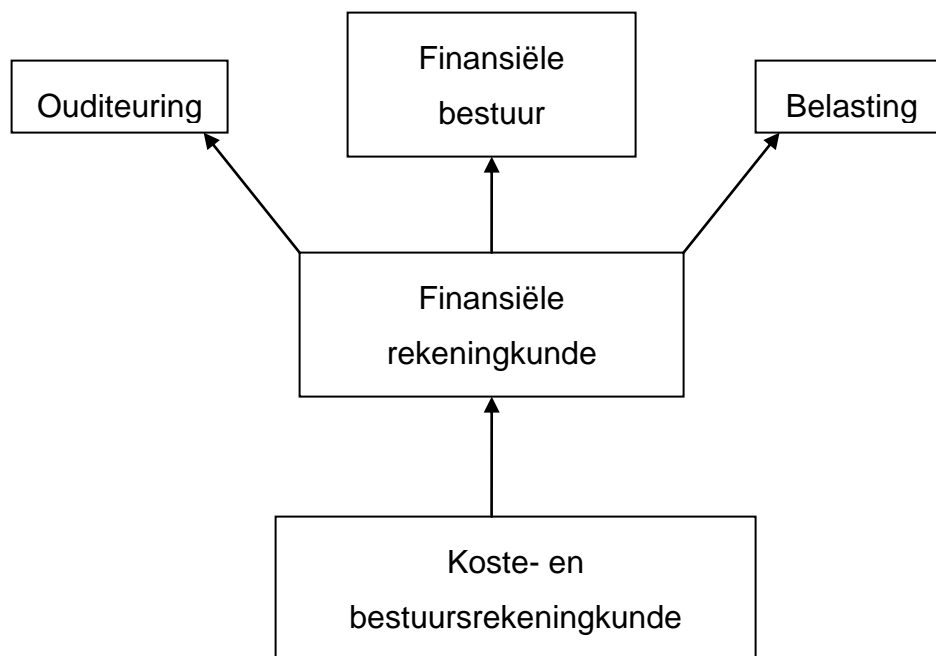 Finansiële
bestuur
Ouditeuring
Belasting
Finansiële
rekeningkunde
Koste- en
bestuursrekeningkunde